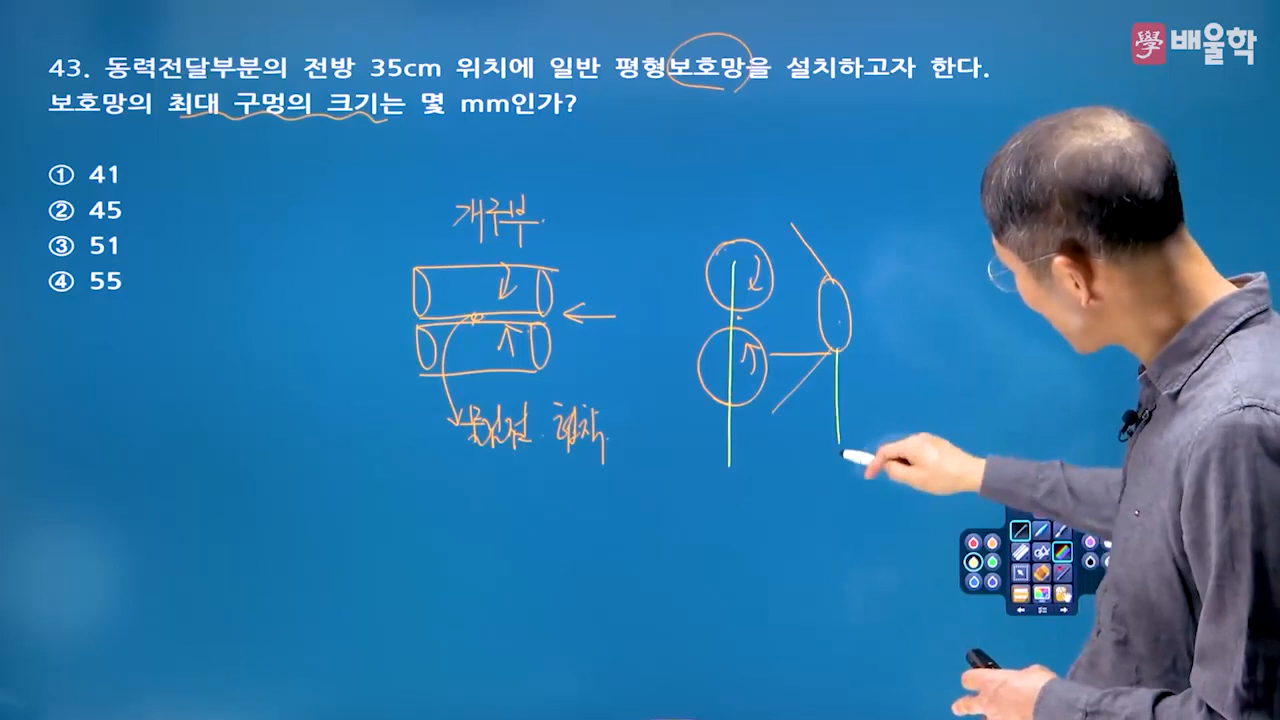 學 배울학
43. 동력전달부분의 전방 35cm 위치에 일반 평형보호망을 설치하고자 한다.
보호망의 최대 구멍의 크기는 몇 mm인가?
① 41
② 45
③ 51
④ 55
개구부
물림점